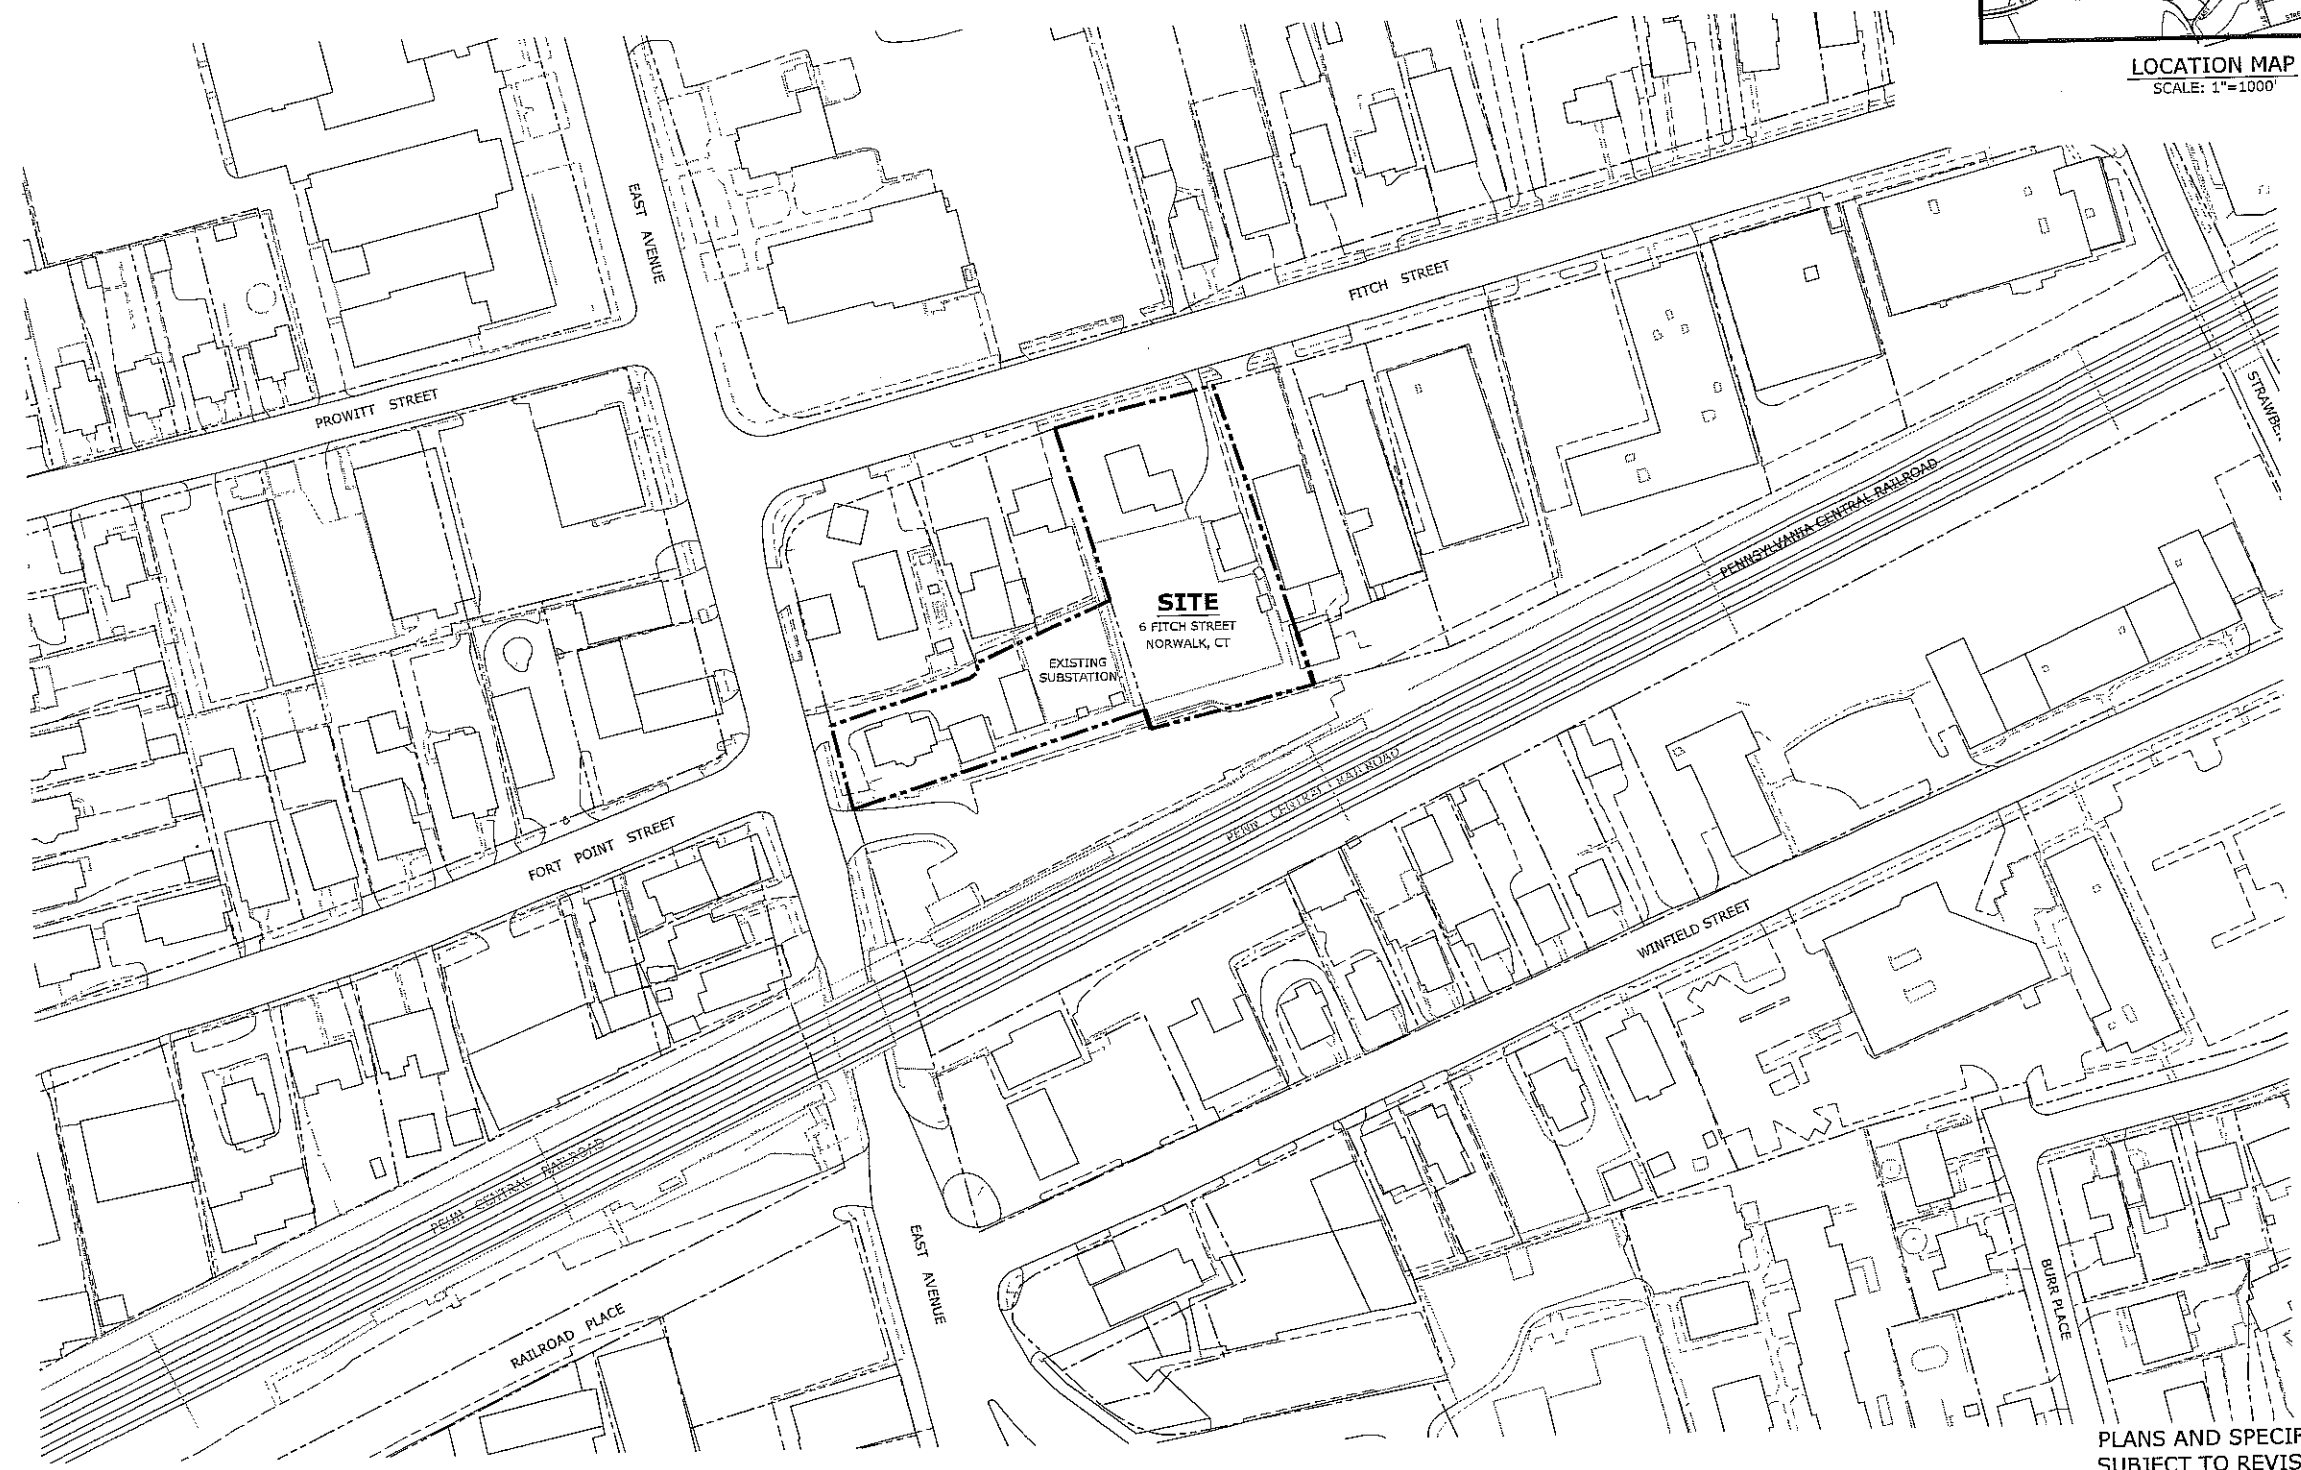 LOCATION MAP
SCALE: 1"=1000'
EAST AVENUE
FITCH STREET
PROWITT STREET
STRAWBE
PENNSYLVANIA CENTRAL RAILROAD
SITE
6 FITCH STREET
NORWALK, CT
EXISTING
SUBSTATION
PENN CENTRAL RAILROAD
FORT POINT STREET
WINFIELD STREET
PENN CENTRAL RAILROAD
EAST AVENUE
BURR PLACE
RAILROAD PLACE
PLANS AND SPECIF
SUBJECT TO REVIS